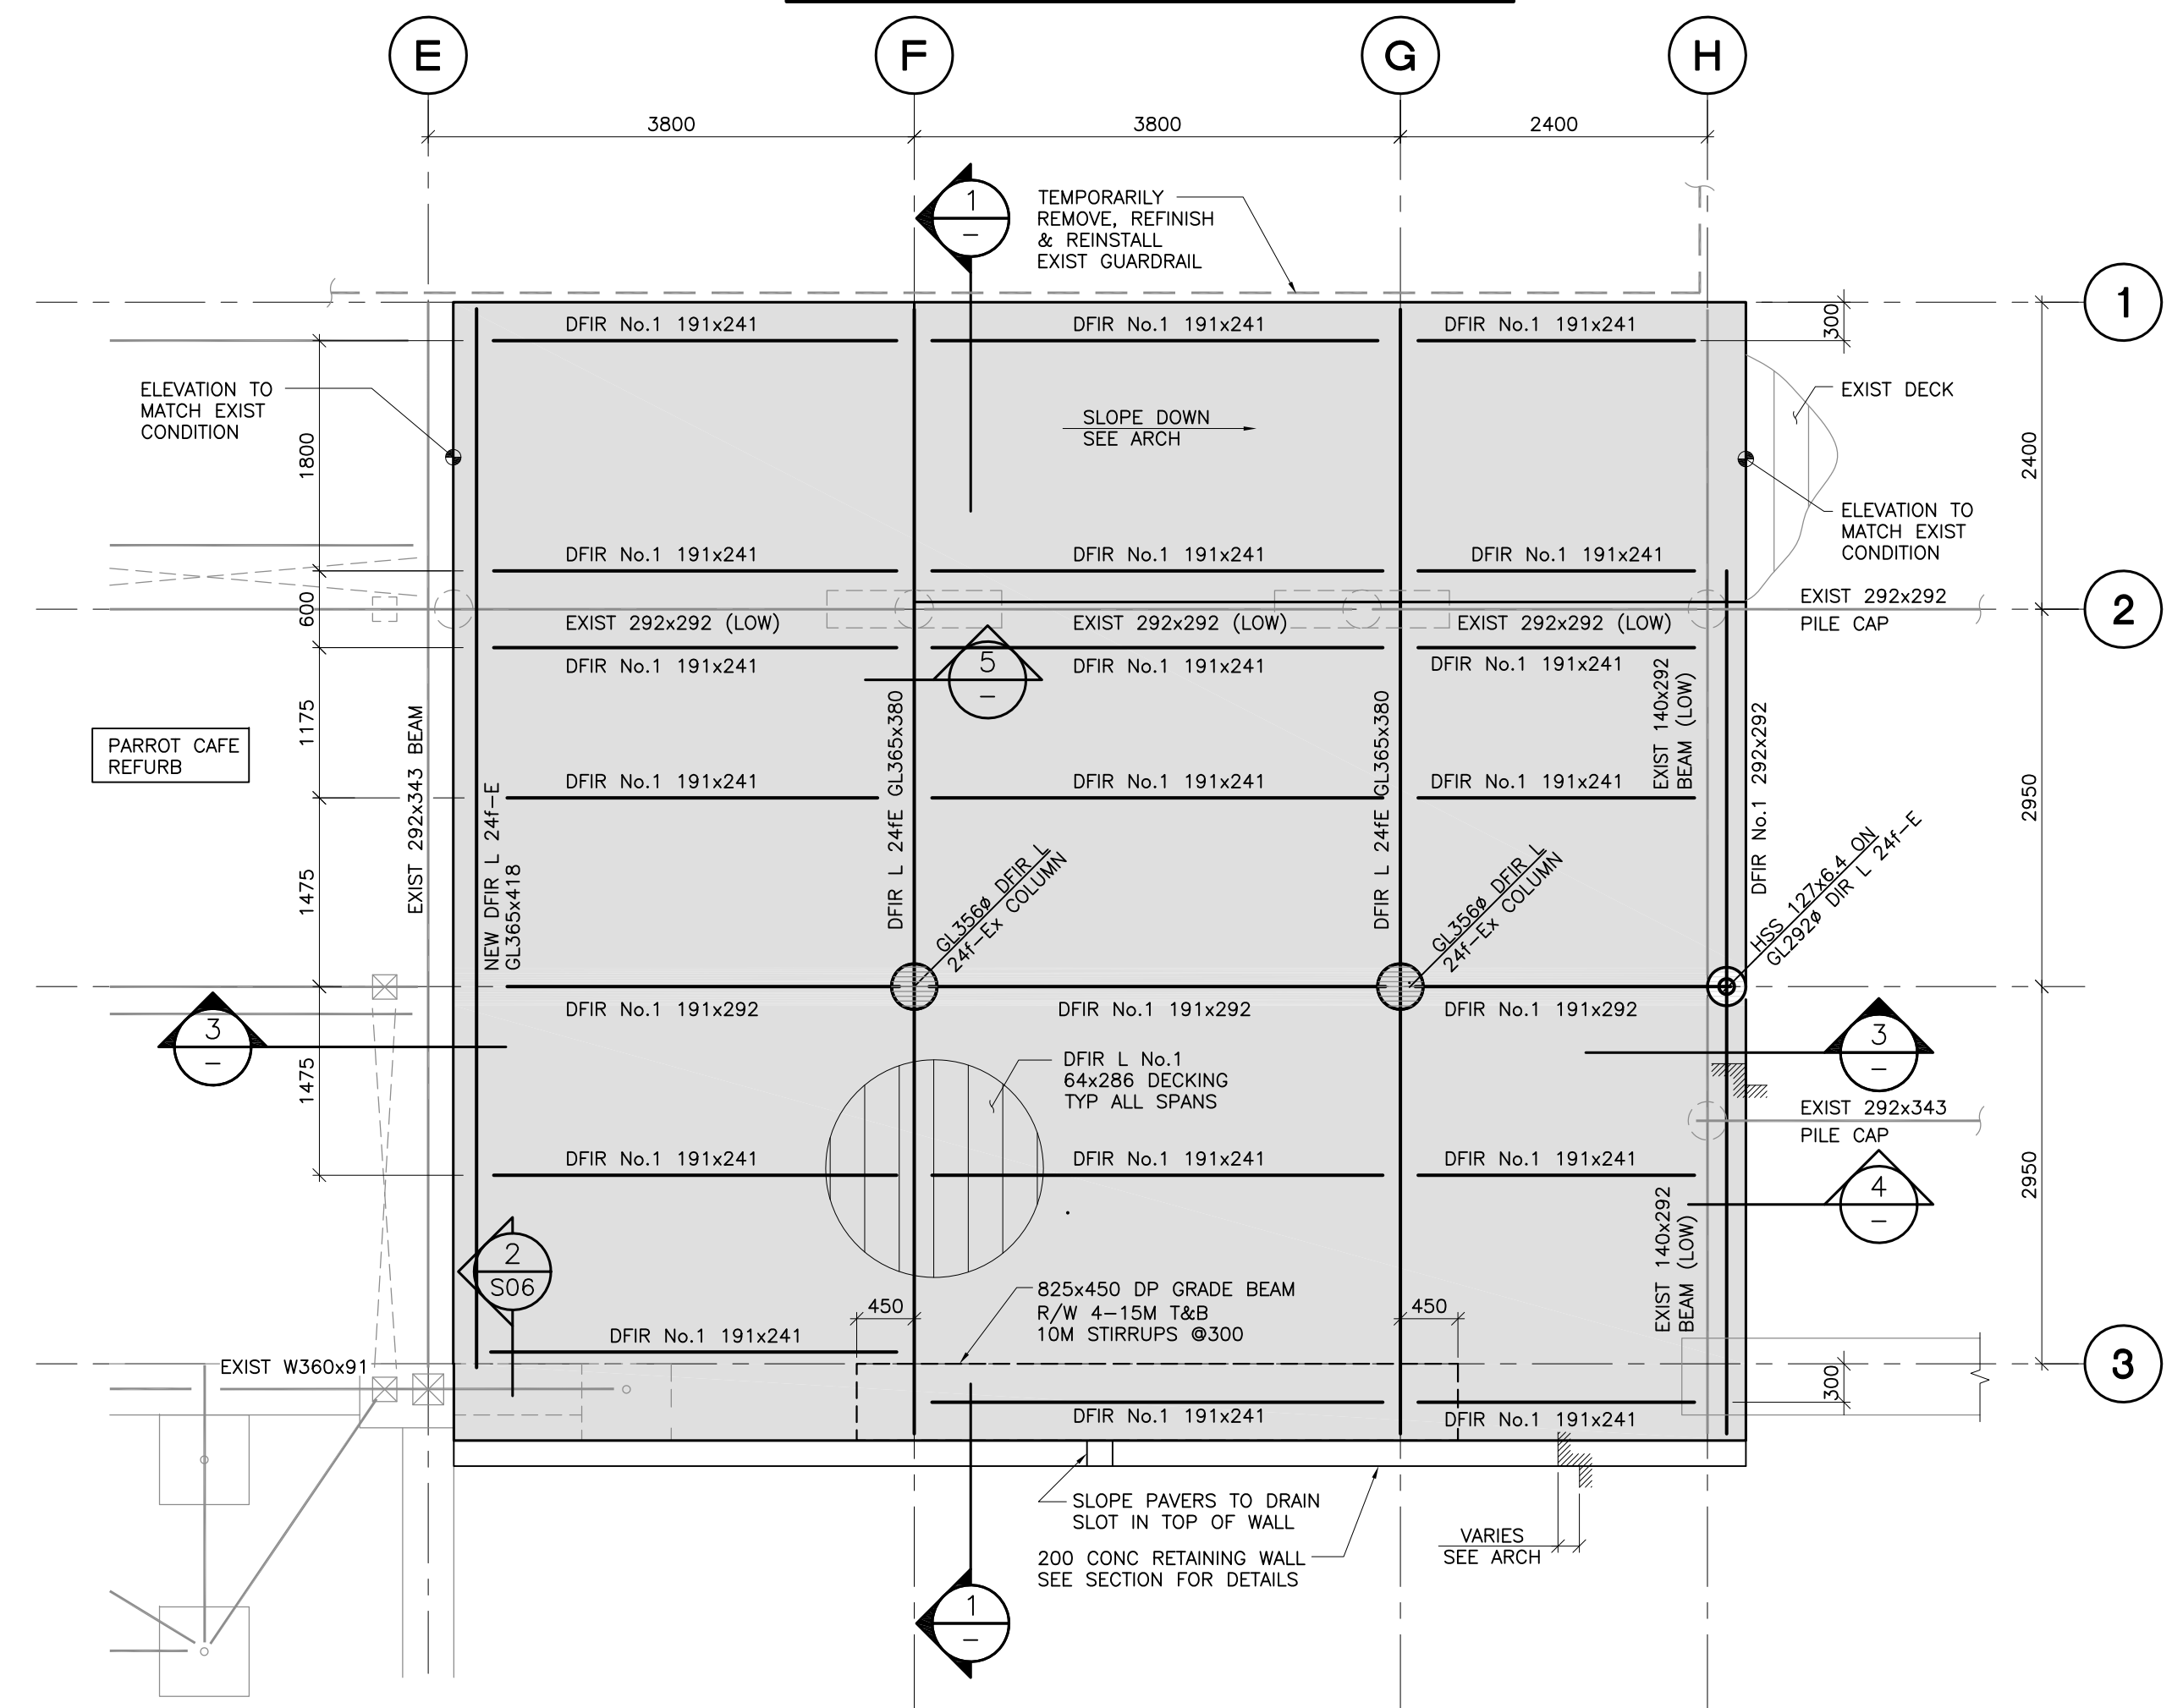 E
F
G
H
3800
3800
2400
1
–
TEMPORARILY
REMOVE, REFINISH
& REINSTALL
EXIST GUARDRAIL
1
300
DFIR No.1 191x241
DFIR No.1 191x241
DFIR No.1 191x241
ELEVATION TO
MATCH EXIST
CONDITION
EXIST DECK
SLOPE DOWN
SEE ARCH
1800
2400
ELEVATION TO
MATCH EXIST
CONDITION
DFIR No.1 191x241
DFIR No.1 191x241
DFIR No.1 191x241
600
EXIST 292x292
PILE CAP
2
EXIST 292x292 (LOW)
EXIST 292x292 (LOW)
EXIST 292x292 (LOW)
DFIR No.1 191x241
5
–
DFIR No.1 191x241
DFIR No.1 191x241
1175
PARROT CAFE
REFURB
EXIST 292x343 BEAM
NEW DFIR L 24f-E
GL365x418
DFIR L 24fE GL365x380
DFIR L 24fE GL365x380
EXIST 140x292
BEAM (LOW)
DFIR No.1 292x292
2950
DFIR No.1 191x241
DFIR No.1 191x241
DFIR No.1 191x241
1475
GL356ø DFIR L
24f-Ex COLUMN
GL356ø DFIR L
24f-Ex COLUMN
HSS 127x6.4 ON
GL292ø DIR L 24f-E
DFIR No.1 191x292
DFIR No.1 191x292
DFIR No.1 191x292
3
–
3
–
1475
DFIR L No.1
64x286 DECKING
TYP ALL SPANS
EXIST 292x343
PILE CAP
DFIR No.1 191x241
DFIR No.1 191x241
DFIR No.1 191x241
2950
4
–
EXIST 140x292
BEAM (LOW)
2
S06
825x450 DP GRADE BEAM
R/W 4-15M T&B
10M STIRRUPS @300
450
450
DFIR No.1 191x241
EXIST W360x91
3
300
DFIR No.1 191x241
DFIR No.1 191x241
SLOPE PAVERS TO DRAIN
SLOT IN TOP OF WALL
VARIES
SEE ARCH
200 CONC RETAINING WALL
SEE SECTION FOR DETAILS
1
–